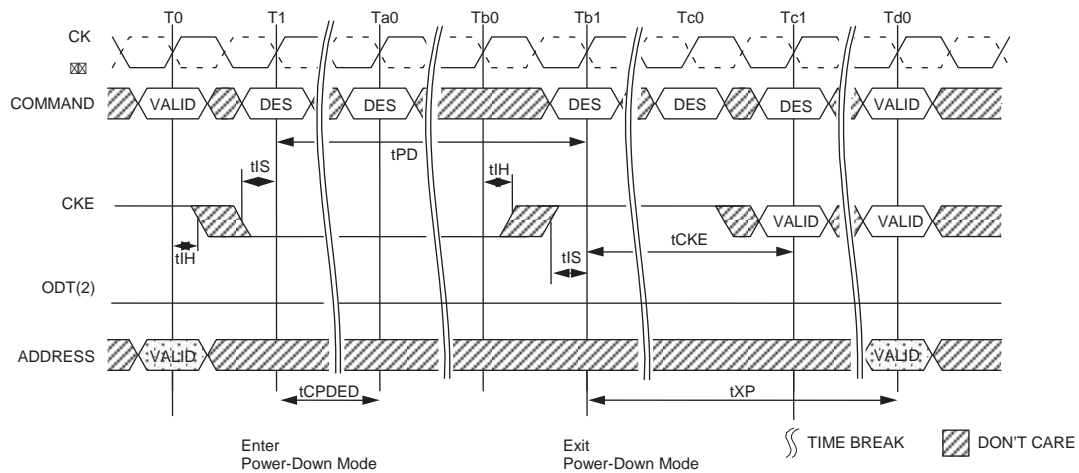 T0 T1 Ta0 Tb0 Tb1 Tc0 Tc1 Td0
CK
COMMAND VALID DES DES DES DES DES VALID
tPD
tIS tIH
CKE VALID VALID
tIH tIS tCKE
ODT(2)
ADDRESS VALID VALID
tCPDED tXP
Enter
Power-Down Mode
Exit
Power-Down Mode
TIME BREAK DON'T CARE